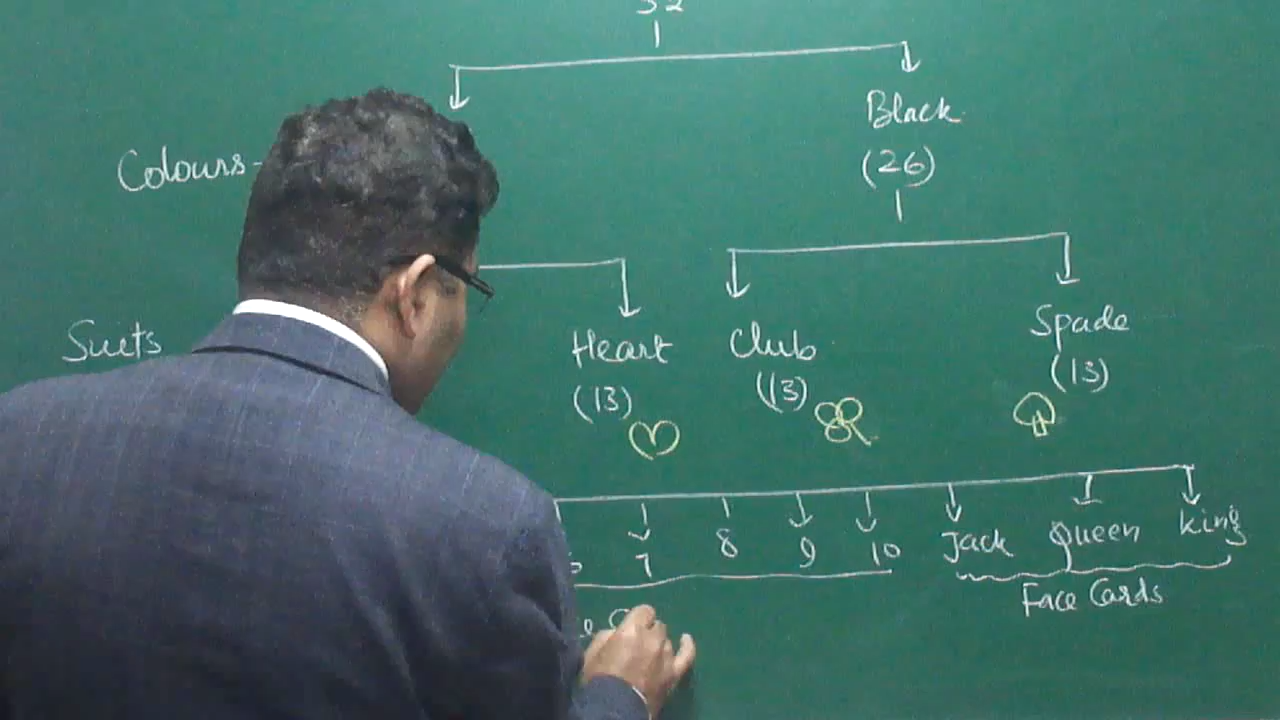 52
Black
Colours-
(26)
Suits
Heart
Club
Spade
(13)
(13)
(13)
7
8
9
10
Jack
Queen
King
Face Cards